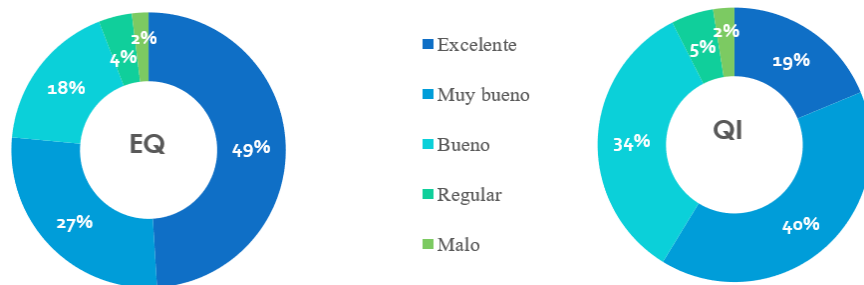 2%
4%
18%
EQ
49%
27%
Excelente
Muy bueno
Bueno
Regular
Malo
2%
5%
19%
34%
QI
40%